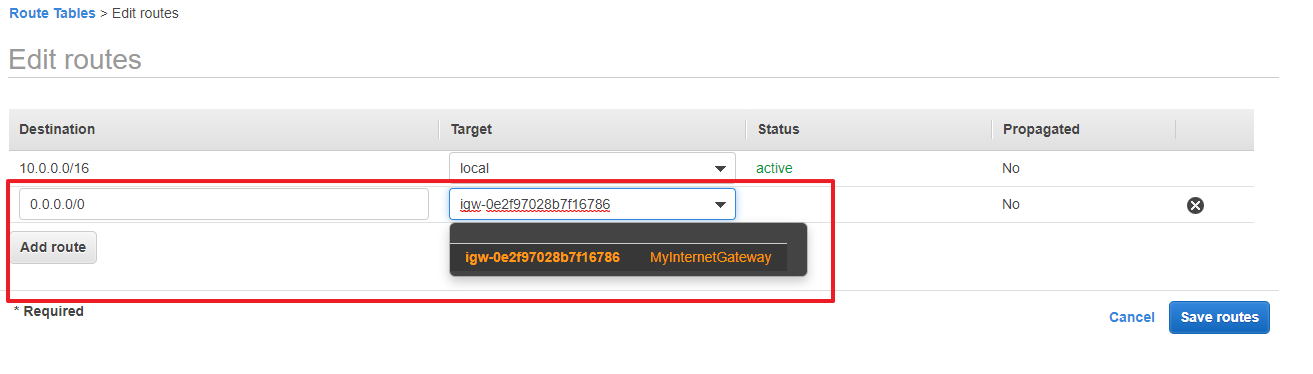 Route Tables > Edit routes
Edit routes
Destination Target Status Propagated
10.0.0.0/16 local active No
0.0.0.0/0 igw-0e2f97028b7f16786 No
Add route
igw-0e2f97028b7f16786 MyInternetGateway
* Required
Cancel Save routes